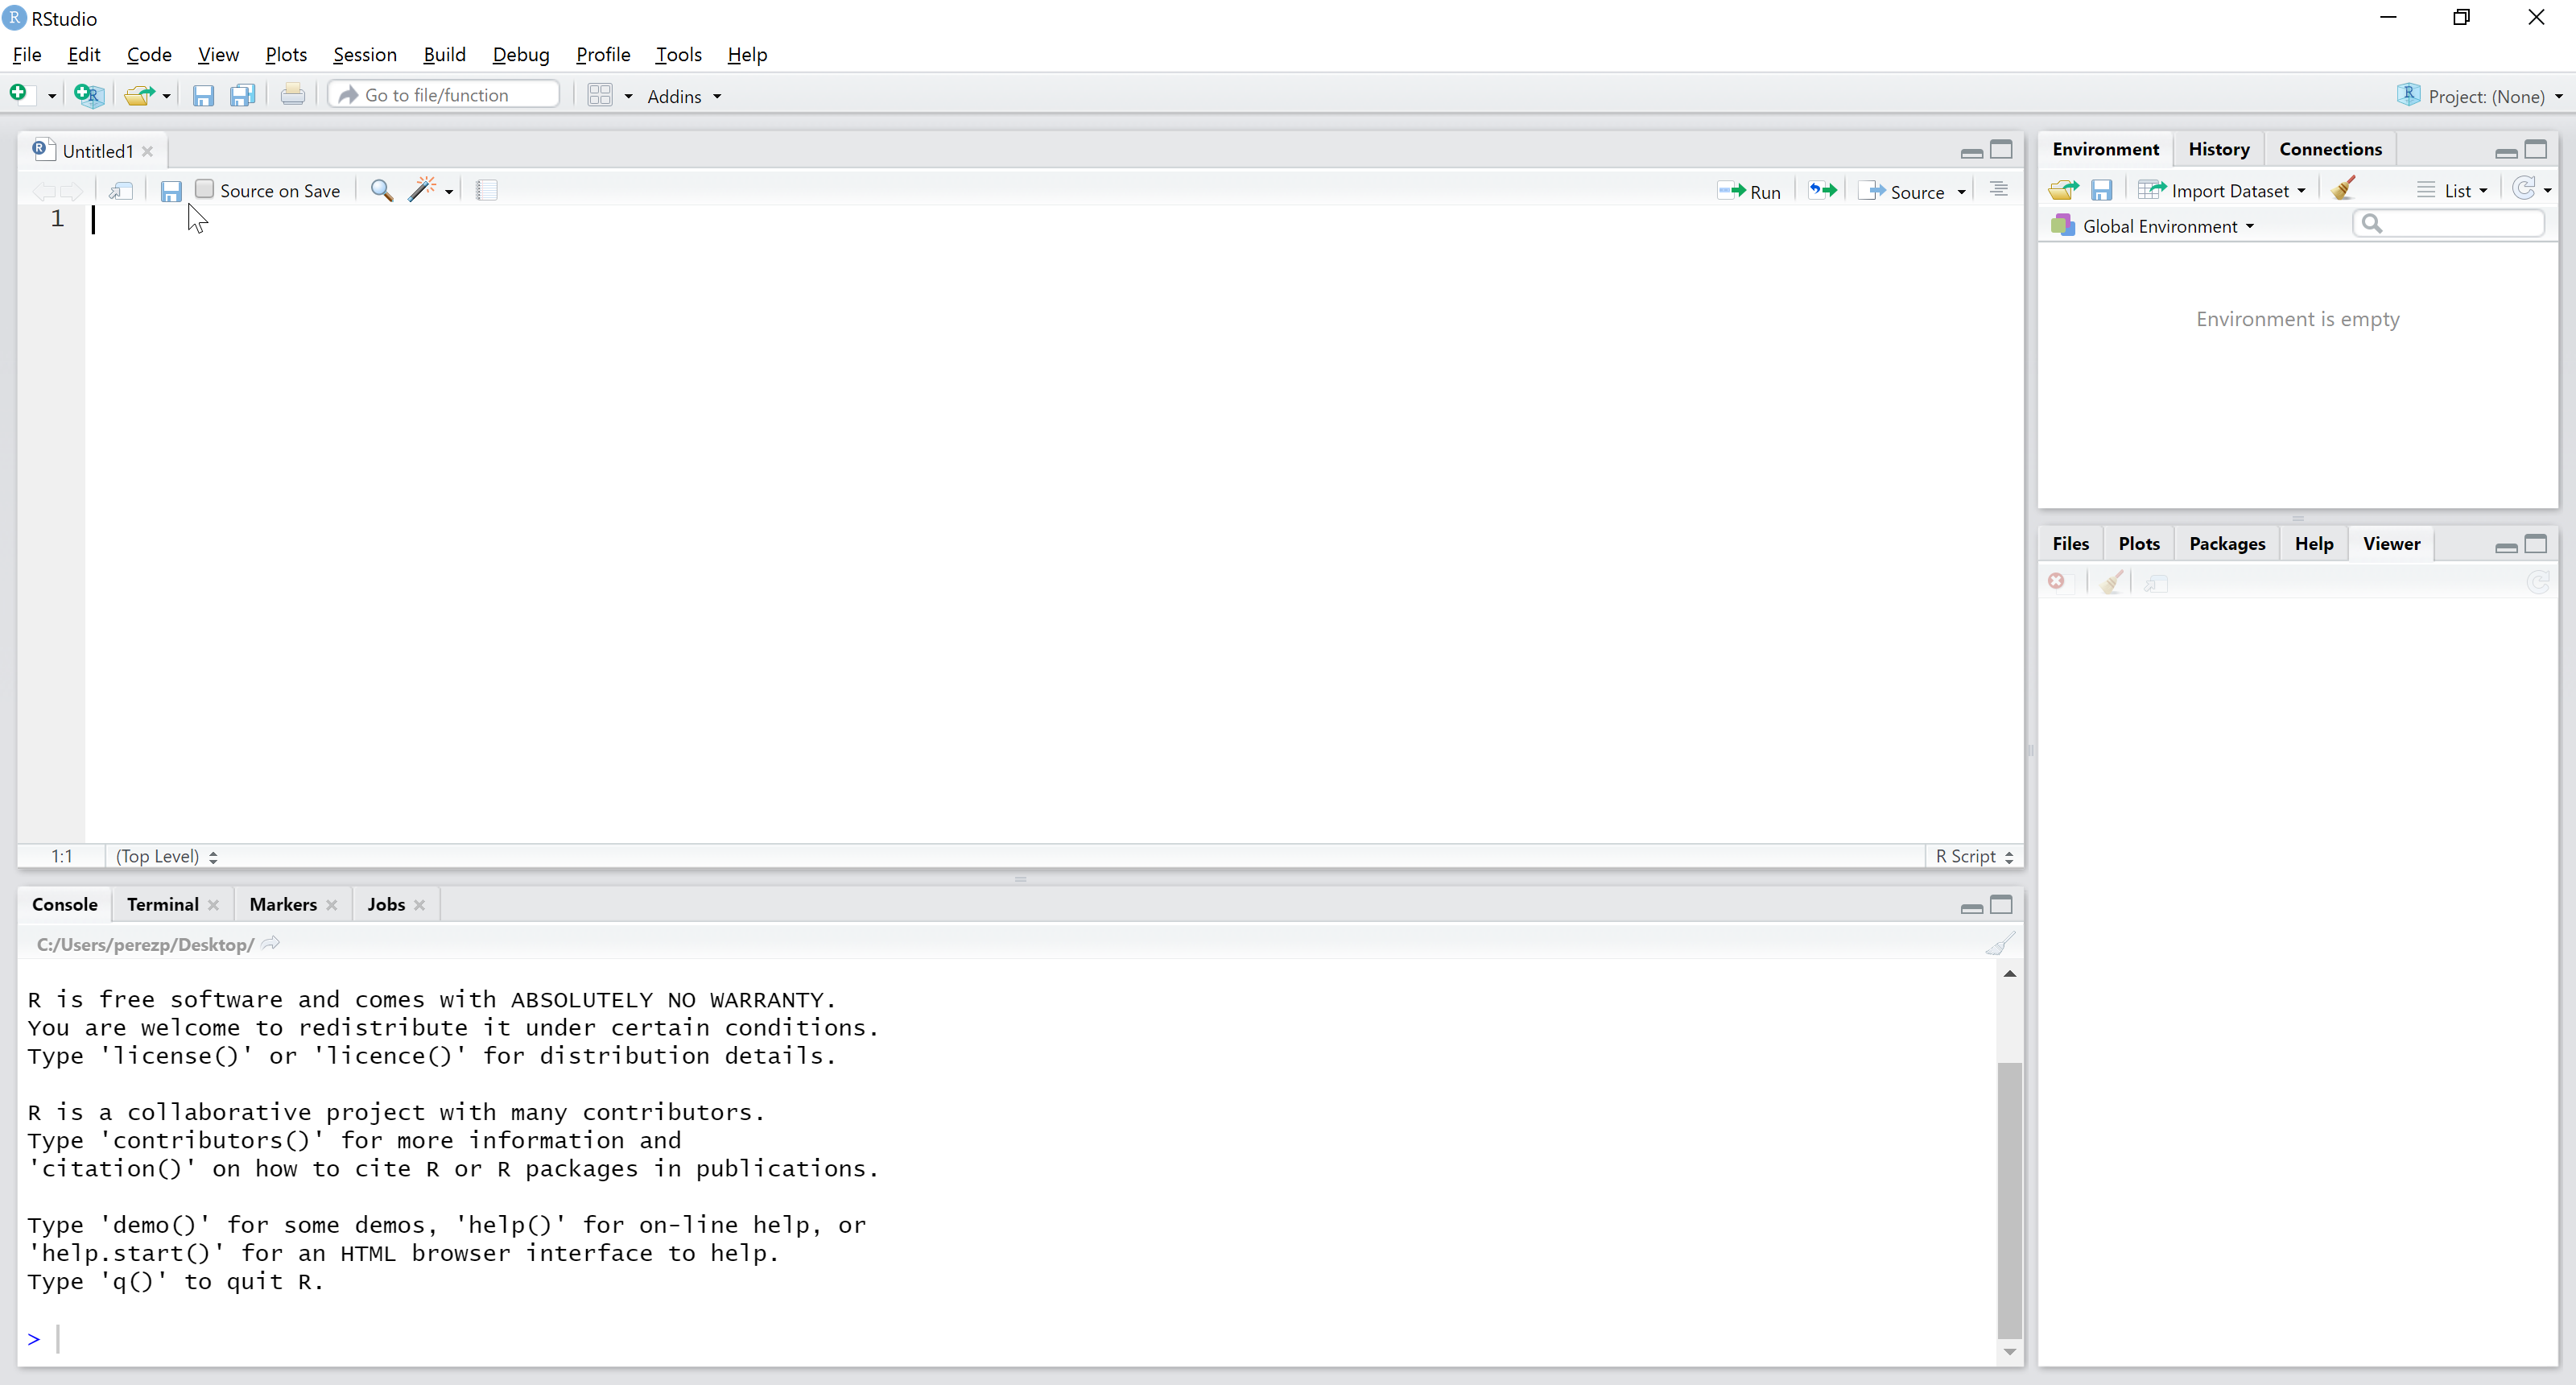 RStudio
File Edit Code View Plots Session Build Debug Profile Tools Help
Go to file/function Addins Project: (None)
Untitled1
Source on Save Run Source
1
1:1 (Top Level) R Script
Console Terminal Markers Jobs
C:/Users/perezp/Desktop/
R is free software and comes with ABSOLUTELY NO WARRANTY.
You are welcome to redistribute it under certain conditions.
Type 'license()' or 'licence()' for distribution details.
R is a collaborative project with many contributors.
Type 'contributors()' for more information and
'citation()' on how to cite R or R packages in publications.
Type 'demo()' for some demos, 'help()' for on-line help, or
'help.start()' for an HTML browser interface to help.
Type 'q()' to quit R.
>
Environment History Connections
Import Dataset List
Global Environment
Environment is empty
Files Plots Packages Help Viewer